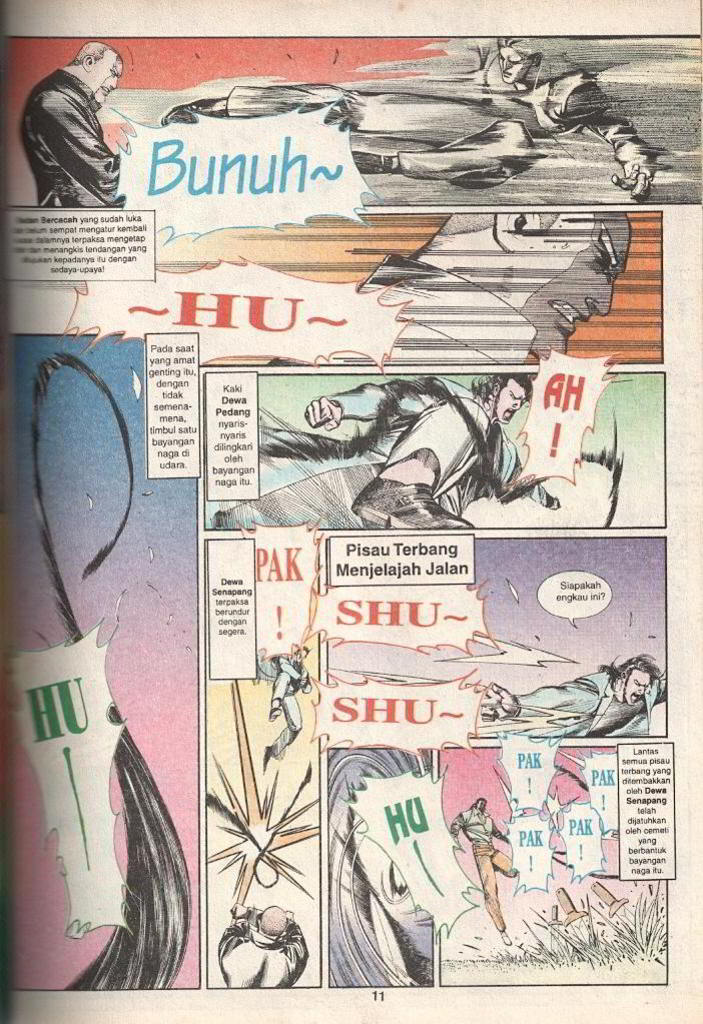 Bunuh~
Badan Bercacah yang sudah luka
dan belum sempat mengatur kembali
dalamnya terpaksa mengetap
dan menangkis tendangan yang
ditujukan kepadanya itu dengan
sedaya-upaya!
~HU~
Pada saat
yang amat
genting itu,
dengan
tidak
semena-
mena,
timbul satu
bayangan
naga di
udara.
Kaki
Dewa
Pedang
nyaris-
nyaris
dilingkari
oleh
bayangan
naga itu.
AH
!
HU
!
Dewa
Senapang
terpaksa
berundur
dengan
segera.
PAK
!
Pisau Terbang
Menjelajah Jalan
SHU~
SHU~
Siapakah
engkau ini?
HU
!
PAK
!
PAK
!
PAK
!
PAK
!
Lantas
semua pisau
terbang yang
ditembakkan
oleh Dewa
Senapang
telah
dijatuhkan
oleh cemeti
yang
berbantuk
bayangan
naga itu.
11